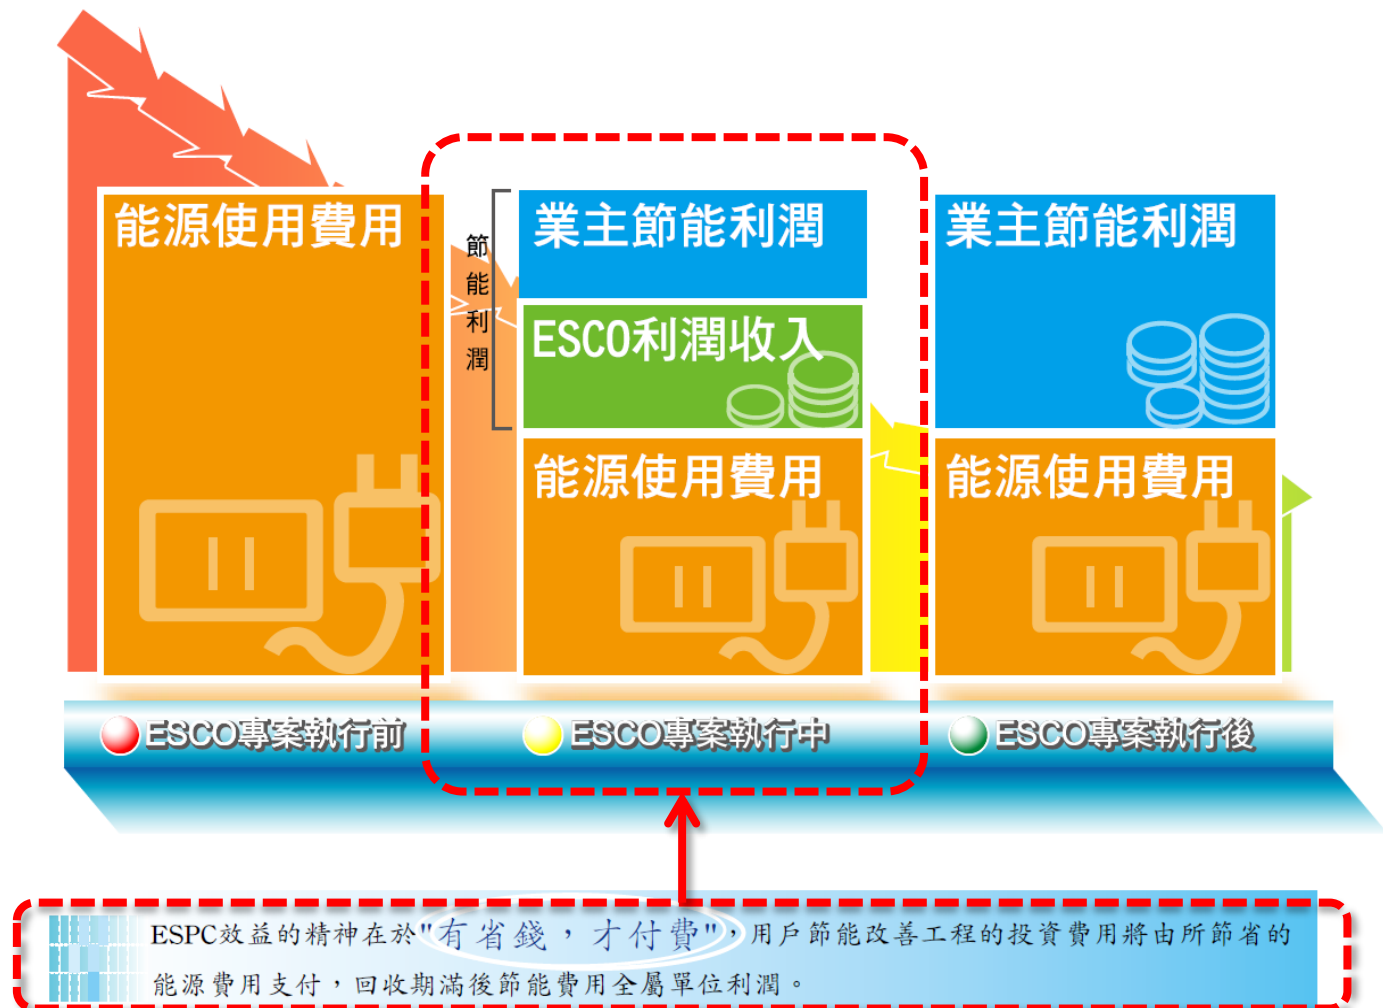 能源使用費用
節能利潤
業主節能利潤
ESCO利潤收入
能源使用費用
業主節能利潤
能源使用費用
ESCO專案執行前
ESCO專案執行中
ESCO專案執行後
ESPC效益的精神在於"有省錢，才付費"，用戶節能改善工程的投資費用將由所節省的
能源費用支付，回收期滿後節能費用全屬單位利潤。